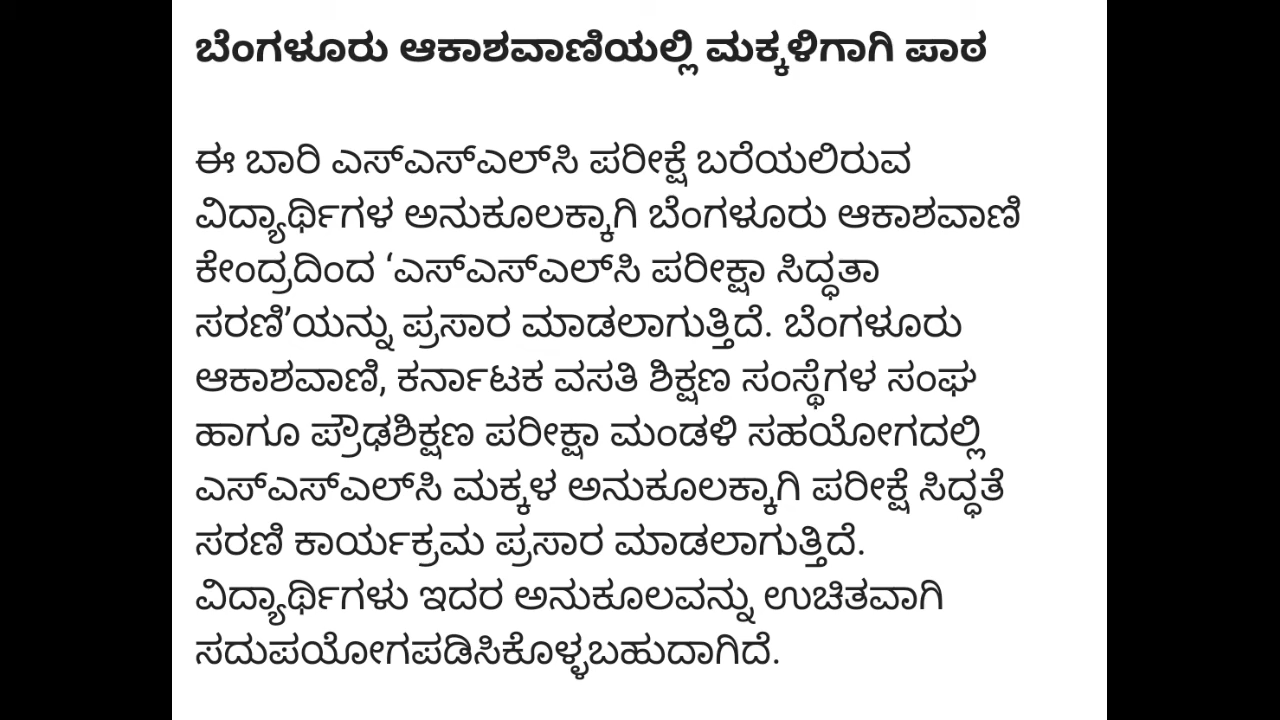 ಬೆಂಗಳೂರು ಆಕಾಶವಾಣಿಯಲ್ಲಿ ಮಕ್ಕಳಿಗಾಗಿ ಪಾಠ
ಈ ಬಾರಿ ಎಸ್‌ಎಸ್‌ಎಲ್‌ಸಿ ಪರೀಕ್ಷೆ ಬರೆಯಲಿರುವ
ವಿದ್ಯಾರ್ಥಿಗಳ ಅನುಕೂಲಕ್ಕಾಗಿ ಬೆಂಗಳೂರು ಆಕಾಶವಾಣಿ
ಕೇಂದ್ರದಿಂದ ‘ಎಸ್‌ಎಸ್‌ಎಲ್‌ಸಿ ಪರೀಕ್ಷಾ ಸಿದ್ಧತಾ
ಸರಣಿ’ಯನ್ನು ಪ್ರಸಾರ ಮಾಡಲಾಗುತ್ತಿದೆ. ಬೆಂಗಳೂರು
ಆಕಾಶವಾಣಿ, ಕರ್ನಾಟಕ ವಸತಿ ಶಿಕ್ಷಣ ಸಂಸ್ಥೆಗಳ ಸಂಘ
ಹಾಗೂ ಪ್ರೌಢಶಿಕ್ಷಣ ಪರೀಕ್ಷಾ ಮಂಡಳಿ ಸಹಯೋಗದಲ್ಲಿ
ಎಸ್‌ಎಸ್‌ಎಲ್‌ಸಿ ಮಕ್ಕಳ ಅನುಕೂಲಕ್ಕಾಗಿ ಪರೀಕ್ಷೆ ಸಿದ್ಧತೆ
ಸರಣಿ ಕಾರ್ಯಕ್ರಮ ಪ್ರಸಾರ ಮಾಡಲಾಗುತ್ತಿದೆ.
ವಿದ್ಯಾರ್ಥಿಗಳು ಇದರ ಅನುಕೂಲವನ್ನು ಉಚಿತವಾಗಿ
ಸದುಪಯೋಗಪಡಿಸಿಕೊಳ್ಳಬಹುದಾಗಿದೆ.